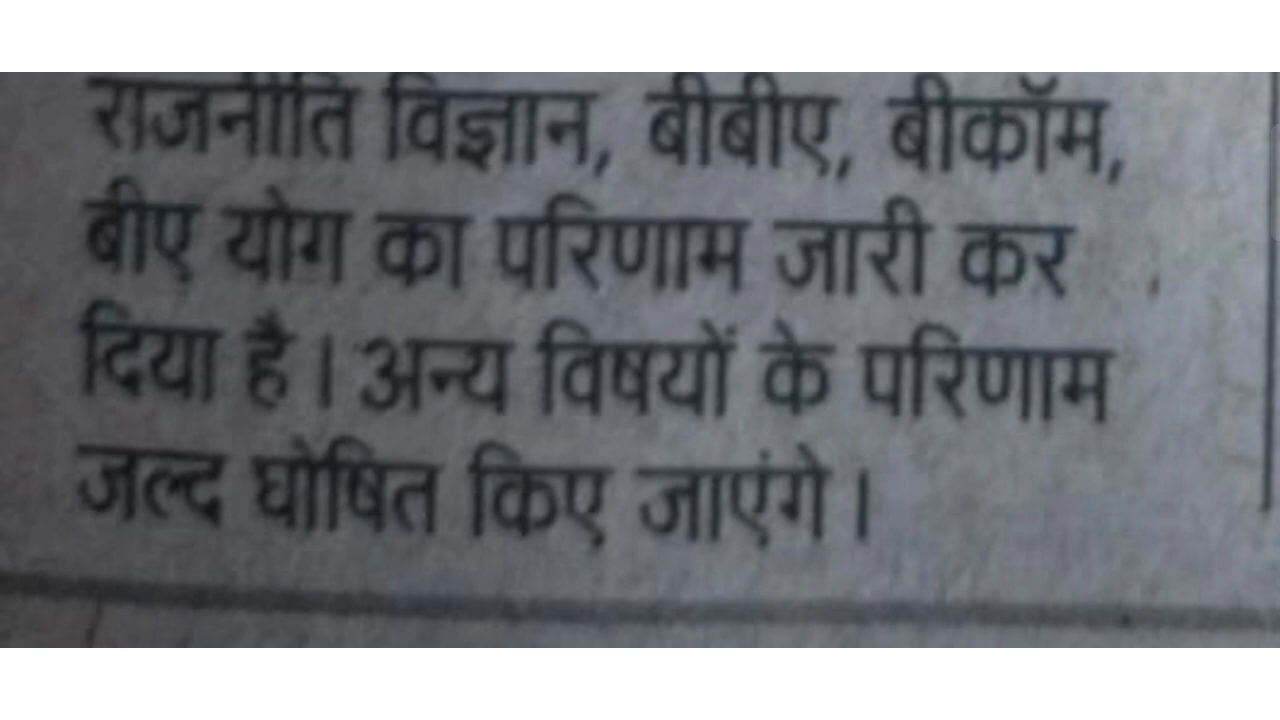 राजनीति विज्ञान, बीबीए, बीकॉम,
बीए योग का परिणाम जारी कर
दिया है। अन्य विषयों के परिणाम
जल्द घोषित किए जाएंगे।